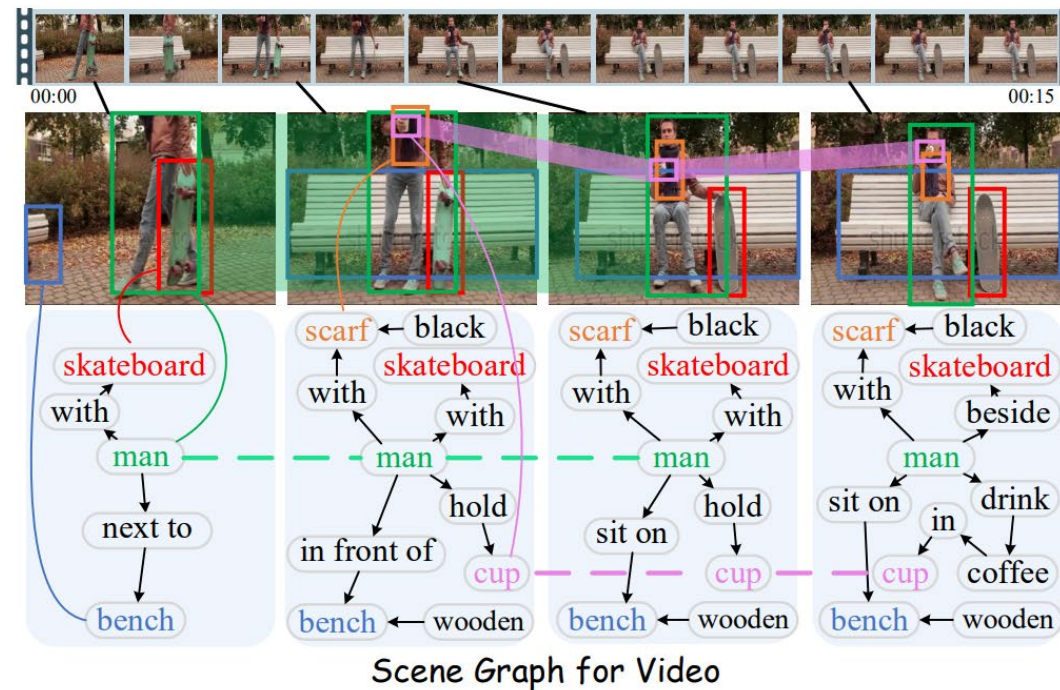 00:00
00:15
skateboard
with
man
next to
bench
scarf
black
with
skateboard
with
man
hold
in front of
cup
bench
wooden
scarf
black
with
skateboard
with
man
hold
sit on
cup
bench
wooden
scarf
black
skateboard
with
beside
man
sit on
drink
in
cup
coffee
bench
wooden
Scene Graph for Video